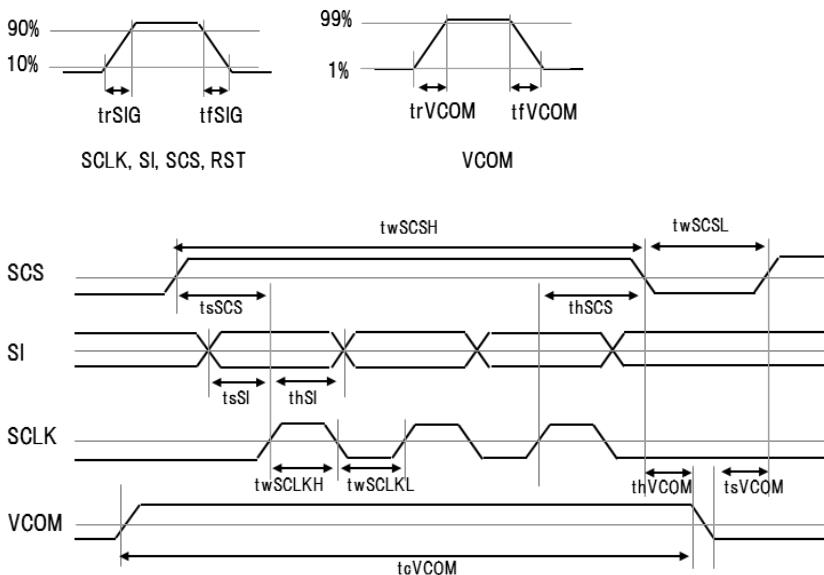 90%
10%
trSIG tfSIG
SCLK, SI, SCS, RST
99%
1%
trVCOM tfVCOM
VCOM
twSCSH twSCSL
SCS
tsSCS thSCS
SI
tsSI thSI
SCLK
twSCLKH twSCLKL thVCOM tsVCOM
VCOM
tcVCOM